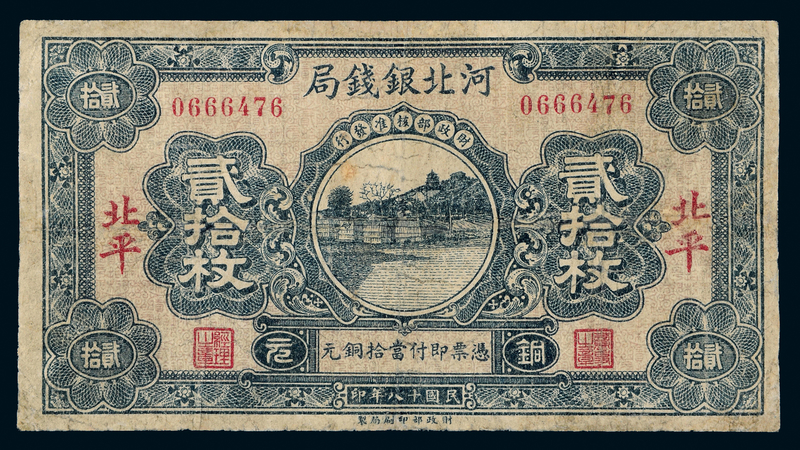 河北銀錢局
貳拾
貳拾
0666476
0666476
財政部核准發行
貳拾枚
貳拾枚
北平
北平
銅元
憑票即付當拾銅元
貳拾
貳拾
民國十八年印
財政部印刷局製